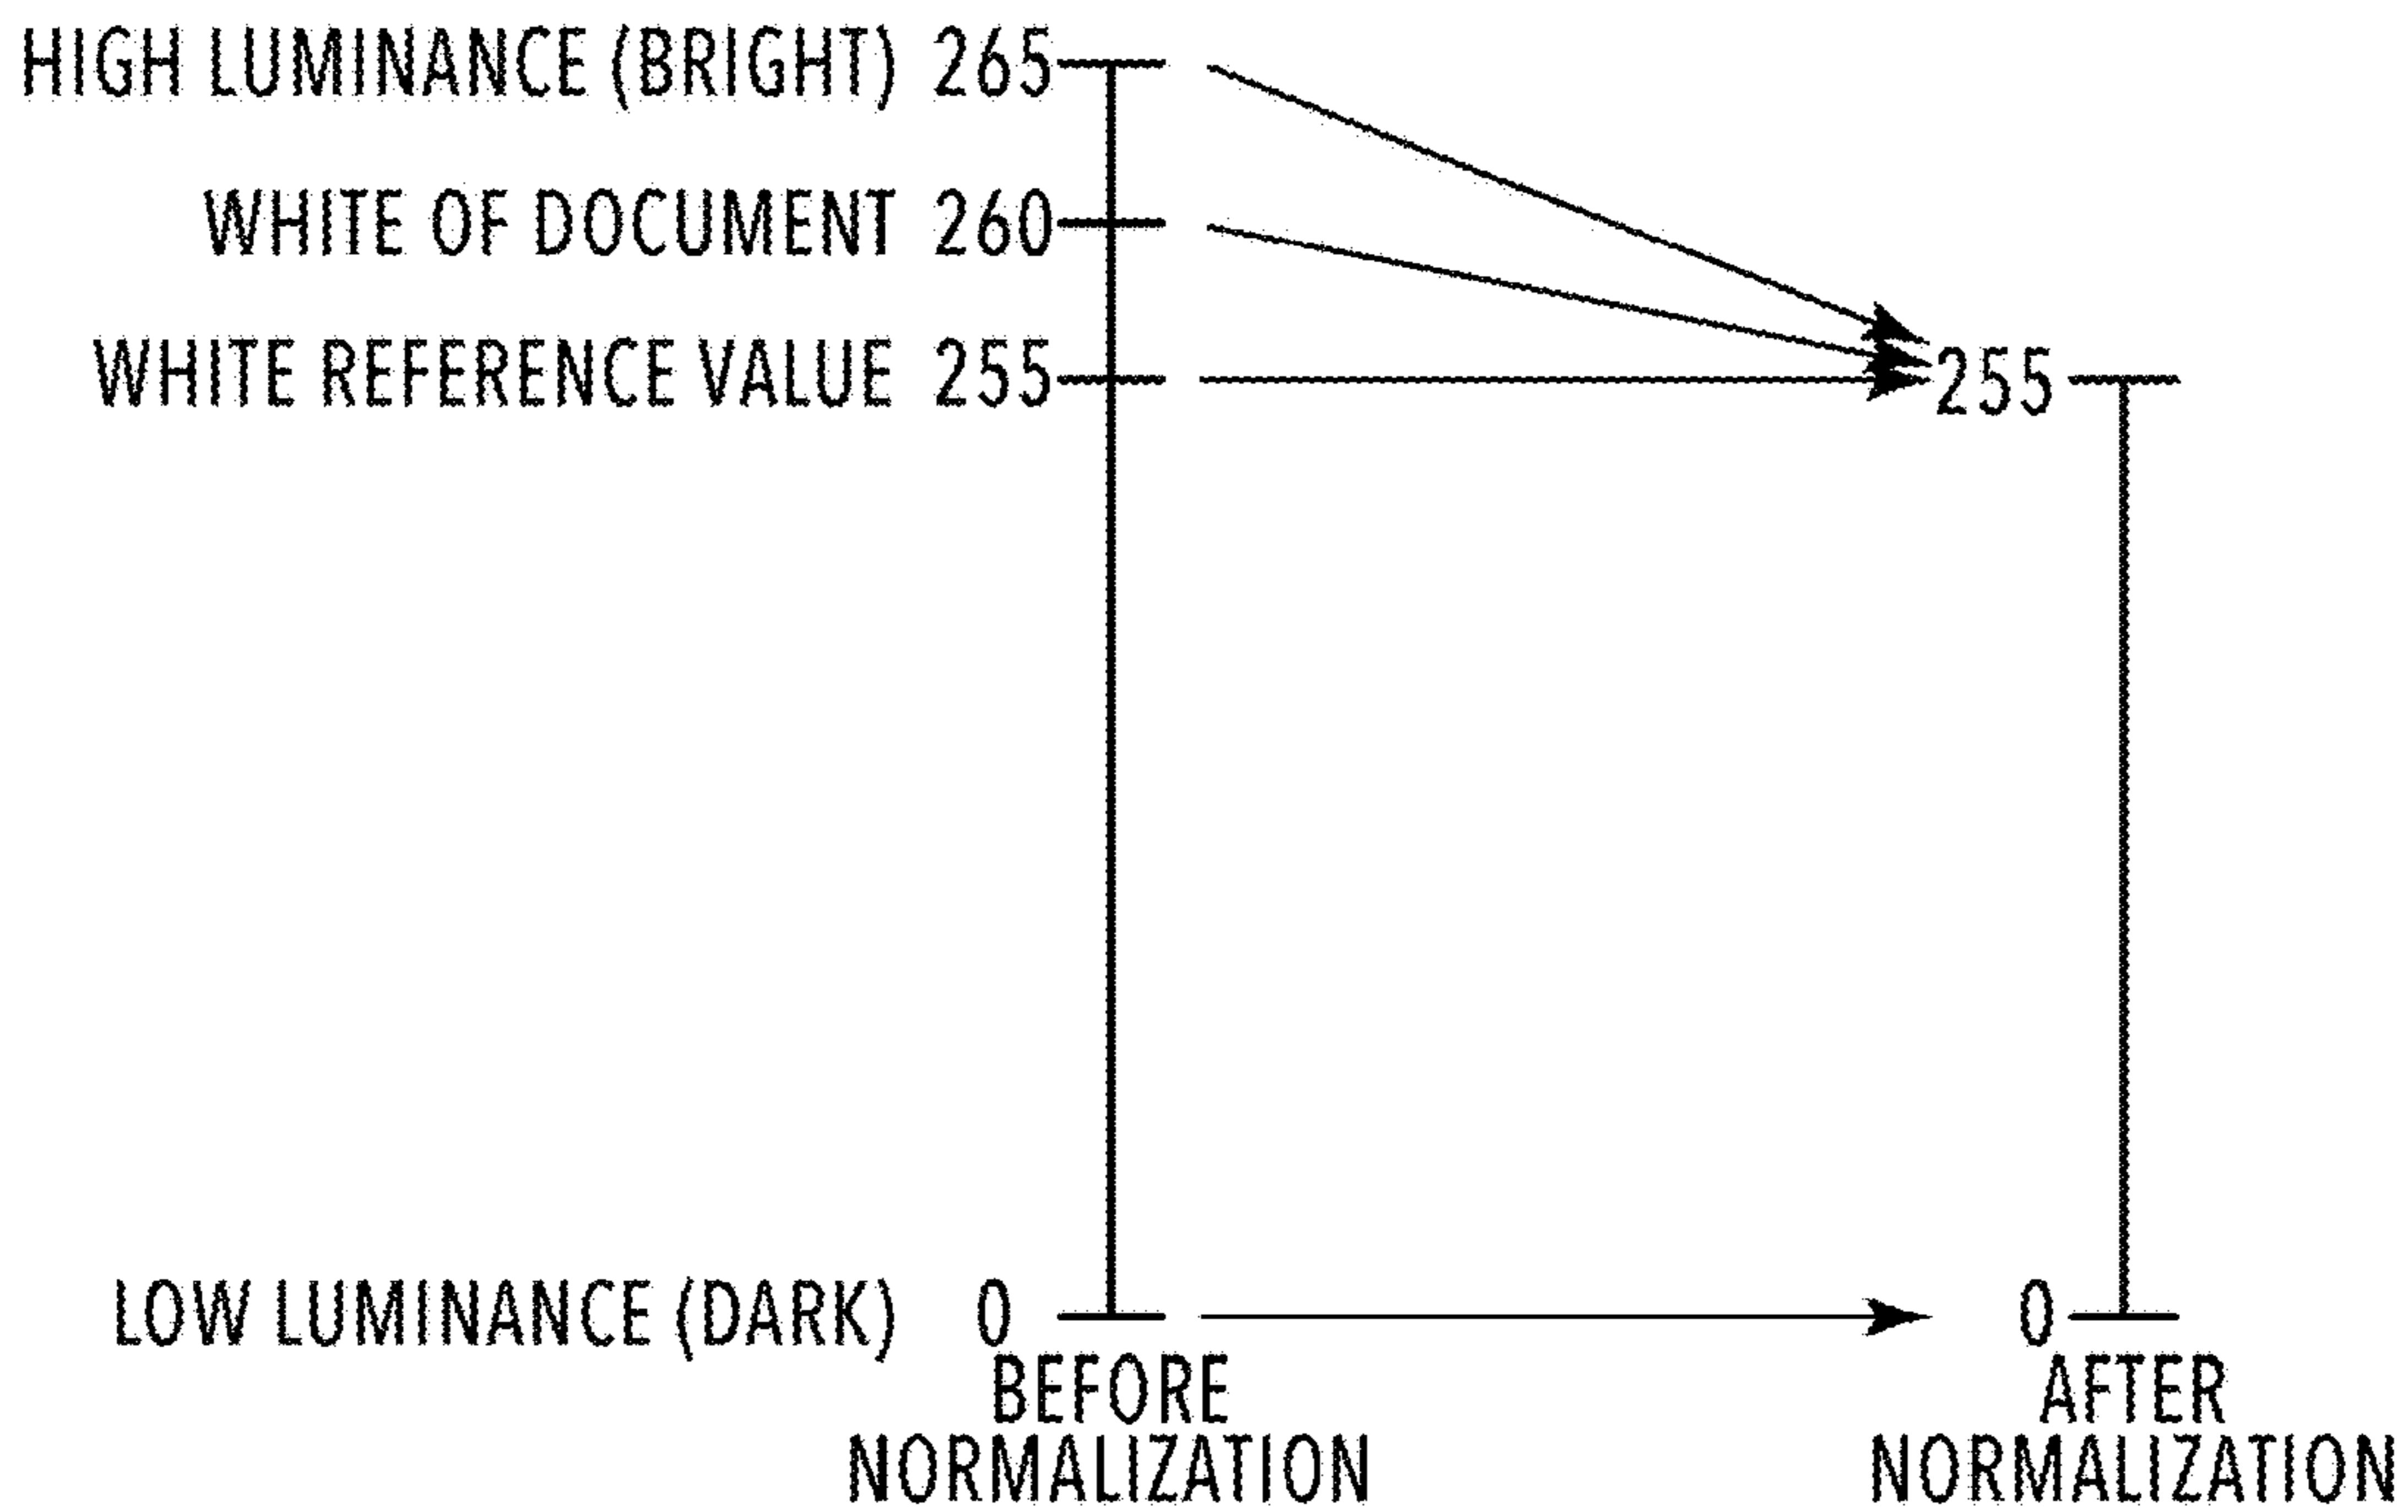 HIGH LUMINANCE (BRIGHT) 265
WHITE OF DOCUMENT 260
WHITE REFERENCE VALUE 255
255
LOW LUMINANCE (DARK) 0
0
BEFORE
NORMALIZATION
AFTER
NORMALIZATION